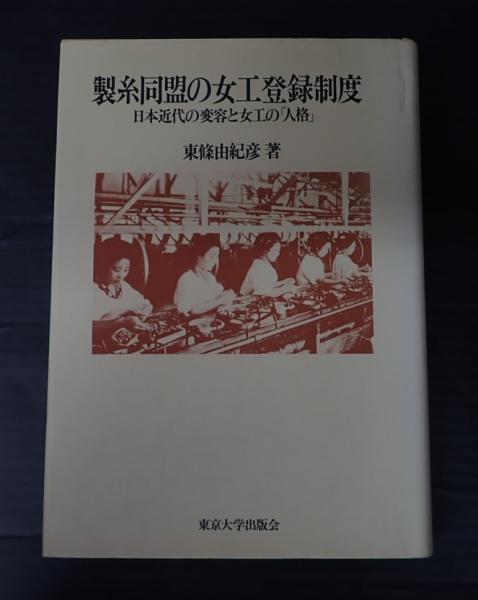 製糸同盟の女工登録制度
日本近代の変容と女工の「人格」
東條由紀彦 著
東京大学出版会